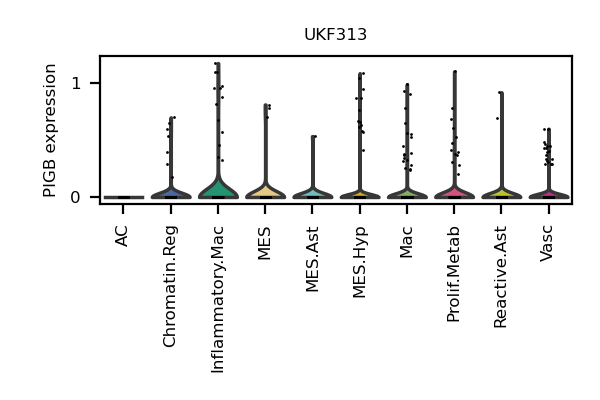 UKF313
PIGB expression
1
0
AC
Chromatin.Reg
Inflammatory.Mac
MES
MES.Ast
MES.Hyp
Mac
Prolif.Metab
Reactive.Ast
Vasc